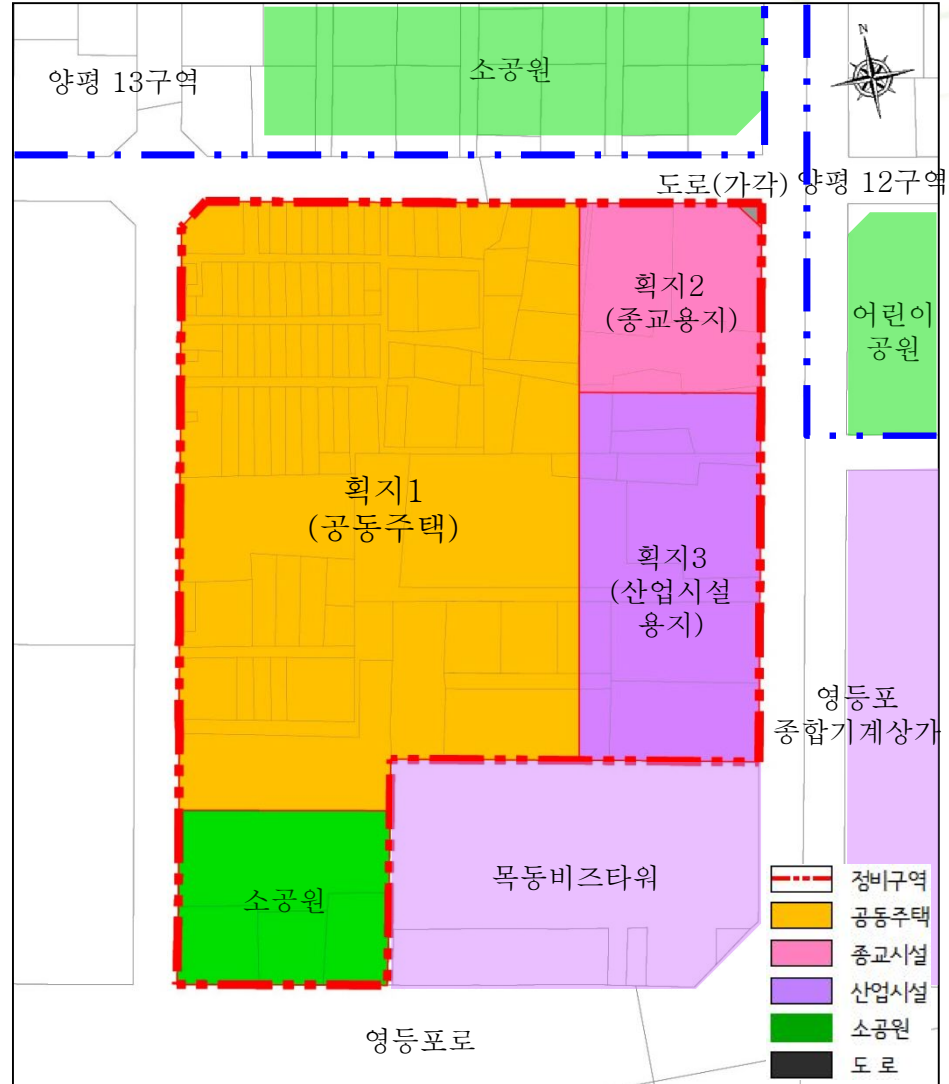 양평 13구역
소공원
N
도로(가각)
양평 12구역
획지2
(종교용지)
어린이
공원
획지1
(공동주택)
획지3
(산업시설
용지)
영등포
종합기계상가
소공원
목동비즈타워
영등포로
정비구역
공동주택
종교시설
산업시설
소공원
도 로